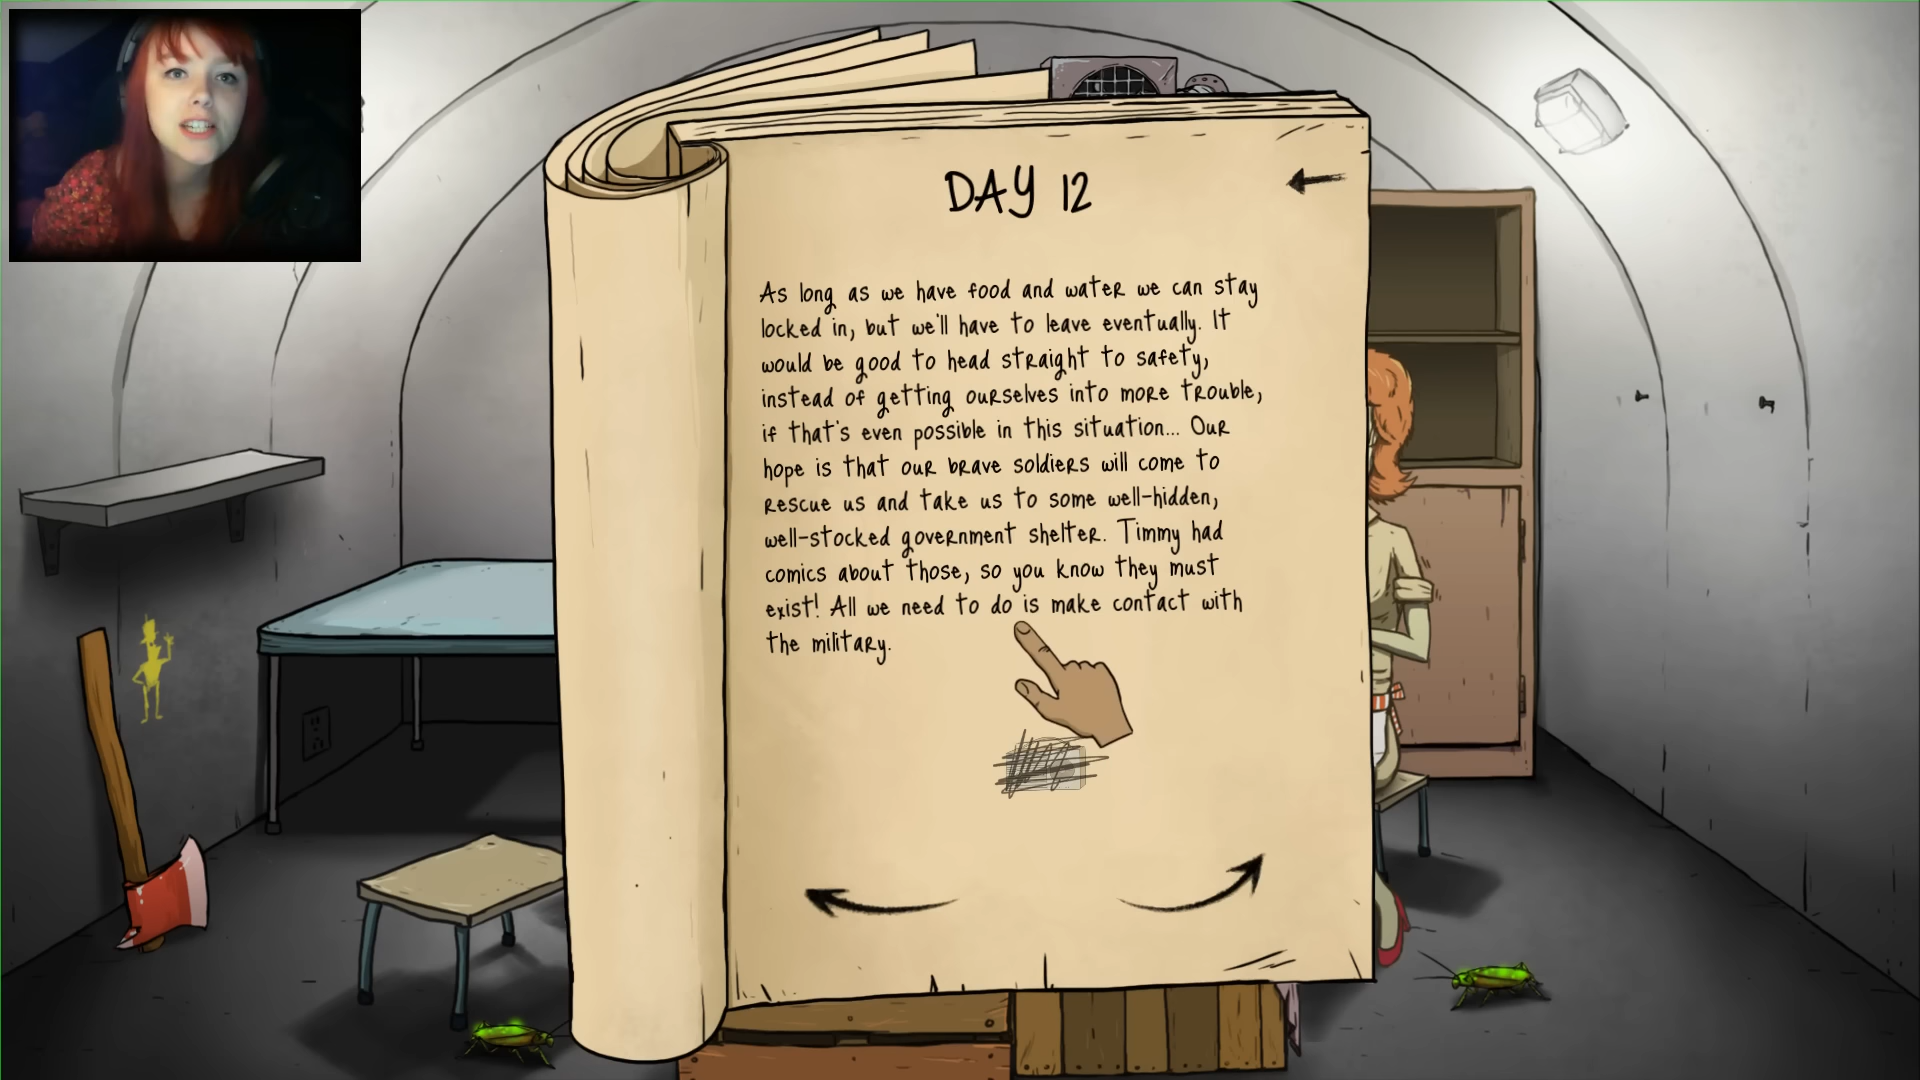 DAY 12
As long as we have food and water we can stay
locked in, but we'll have to leave eventually. It
would be good to head straight to safety,
instead of getting ourselves into more trouble,
if that's even possible in this situation... Our
hope is that our brave soldiers will come to
rescue us and take us to some well-hidden,
well-stocked government shelter. Timmy had
comics about those, so you know they must
exist! All we need to do is make contact with
the military.